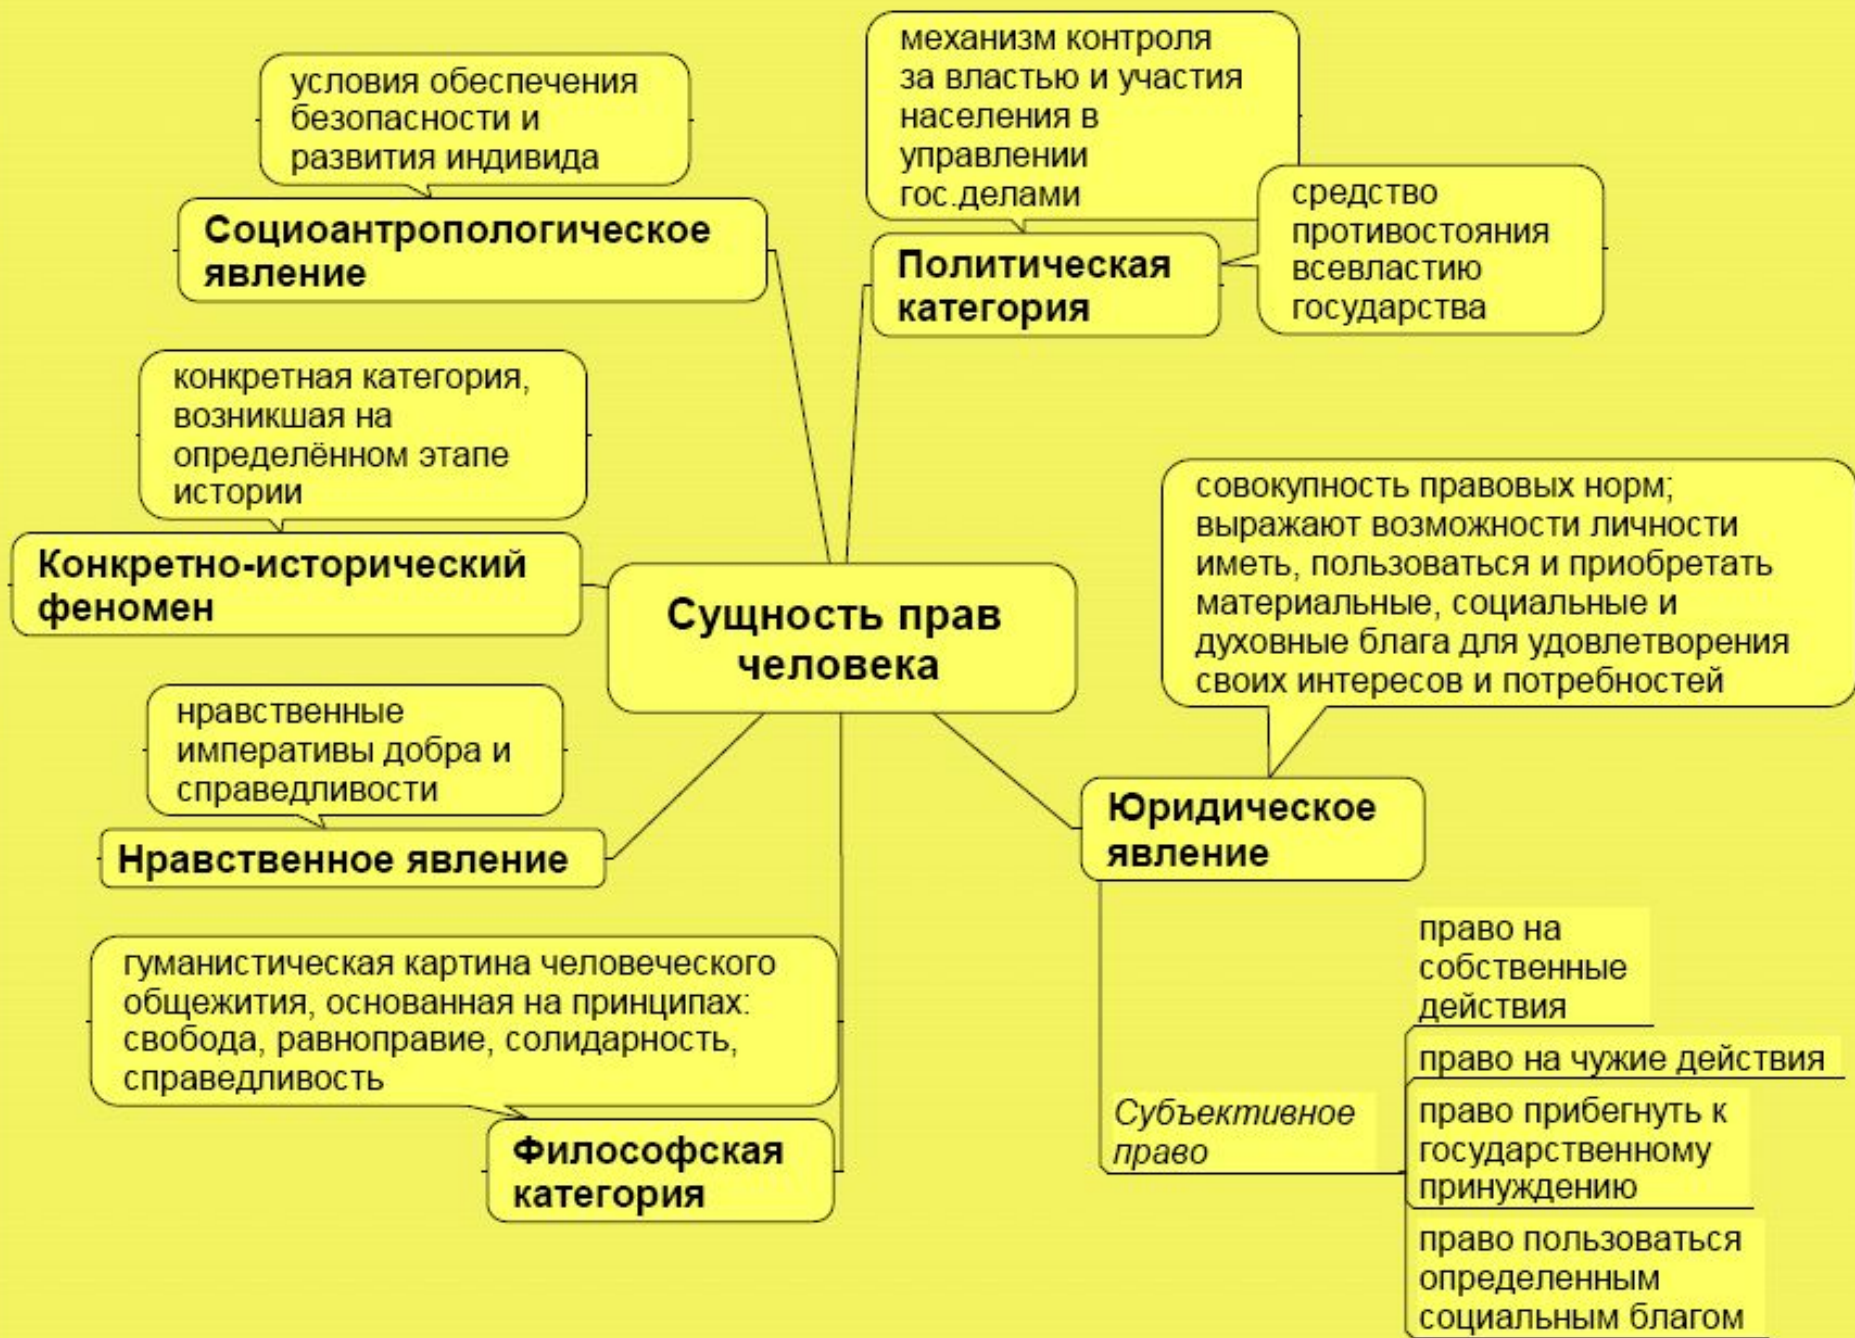 условия обеспечения
безопасности и
развития индивида
Социоантропологическое
явление
механизм контроля
за властью и участия
населения в
управлении
гос.делами
средство
противостояния
всевластию
государства
Политическая
категория
конкретная категория,
возникшая на
определённом этапе
истории
Конкретно-исторический
феномен
Сущность прав
человека
совокупность правовых норм;
выражают возможности личности
иметь, пользоваться и приобретать
материальные, социальные и
духовные блага для удовлетворения
своих интересов и потребностей
Юридическое
явление
нравственные
императивы добра и
справедливости
Нравственное явление
гуманистическая картина человеческого
общежития, основанная на принципах:
свобода, равноправие, солидарность,
справедливость
Философская
категория
Субъективное
право
право на
собственные
действия
право на чужие действия
право прибегнуть к
государственному
принуждению
право пользоваться
определенным
социальным благом